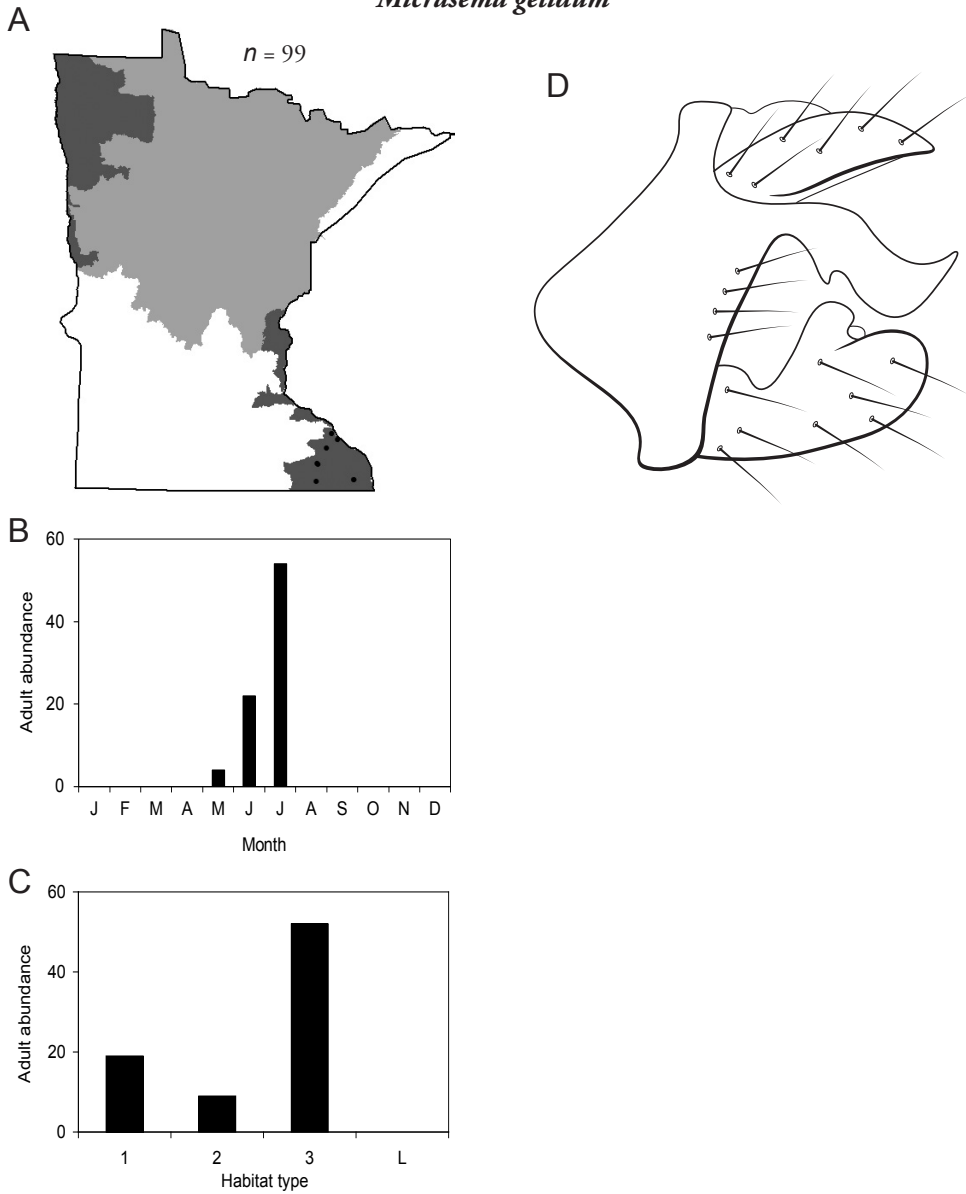 Micrasema gelidum
A
n = 99
D
B
60
40
20
0
Adult abundance
J F M A M J J A S O N D
Month
C
60
40
20
0
Adult abundance
1 2 3 L
Habitat type